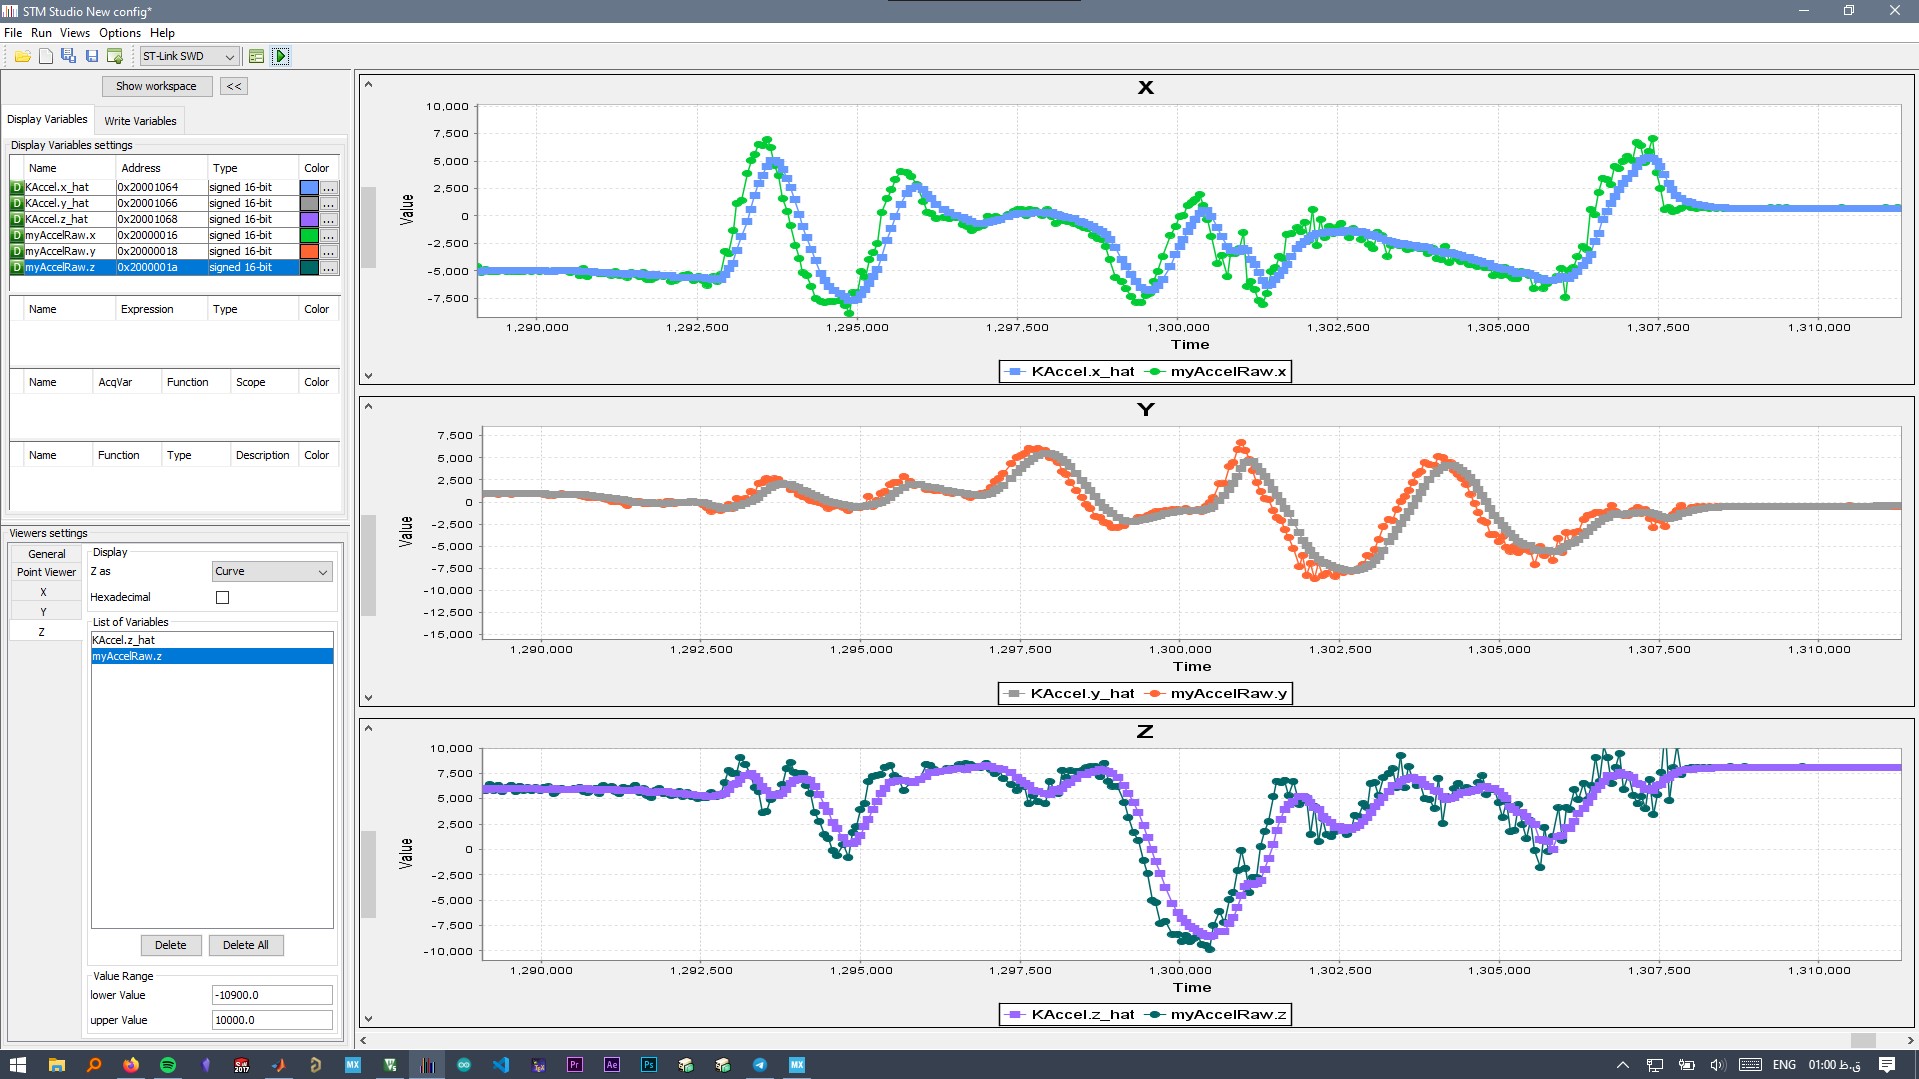 STM Studio New config*
File Run Views Options Help
ST-Link SWD
Show workspace <<
Display Variables Write Variables
Display Variables settings
Name Address Type Color
D KAccel.x_hat 0x20001064 signed 16-bit ...
D KAccel.y_hat 0x20001066 signed 16-bit ...
D KAccel.z_hat 0x20001068 signed 16-bit ...
D myAccelRaw.x 0x20000016 signed 16-bit ...
D myAccelRaw.y 0x20000018 signed 16-bit ...
D myAccelRaw.z 0x2000001a signed 16-bit ...
Name Expression Type Color
Name AcqVar Function Scope Color
Name Function Type Description Color
Viewers settings
General
Point Viewer
X
Y
Z
Display
Z as Curve
Hexadecimal
List of Variables
KAccel.z_hat
myAccelRaw.z
Delete Delete All
Value Range
lower Value -10900.0
upper Value 10000.0
X
Value
10,000
7,500
5,000
2,500
0
-2,500
-5,000
-7,500
1,290,000 1,292,500 1,295,000 1,297,500 1,300,000 1,302,500 1,305,000 1,307,500 1,310,000
Time
KAccel.x_hat myAccelRaw.x
Y
Value
7,500
5,000
2,500
0
-2,500
-5,000
-7,500
-10,000
-12,500
-15,000
1,290,000 1,292,500 1,295,000 1,297,500 1,300,000 1,302,500 1,305,000 1,307,500 1,310,000
Time
KAccel.y_hat myAccelRaw.y
Z
Value
10,000
7,500
5,000
2,500
0
-2,500
-5,000
-7,500
-10,000
1,290,000 1,292,500 1,295,000 1,297,500 1,300,000 1,302,500 1,305,000 1,307,500 1,310,000
Time
KAccel.z_hat myAccelRaw.z
2017 MX Pr Ae Ps MX ENG 01:00 ق.ظ